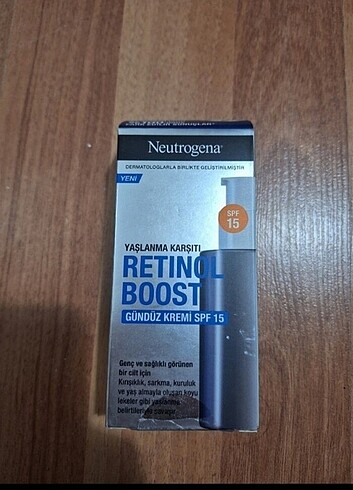 Neutrogena®
DERMATOLOGLARLA BİRLİKTE GELİŞTİRİLMİŞTİR
YENİ
SPF
15
YAŞLANMA KARŞITI
RETINOL
BOOST
GÜNDÜZ KREMİ SPF 15
Genç ve sağlıklı görünen
bir cilt için
Kırışıklık, sarkma, kuruluk
ve yaş almayla oluşan koyu
lekeler gibi yaşlanma
belirtileriyle savaşır